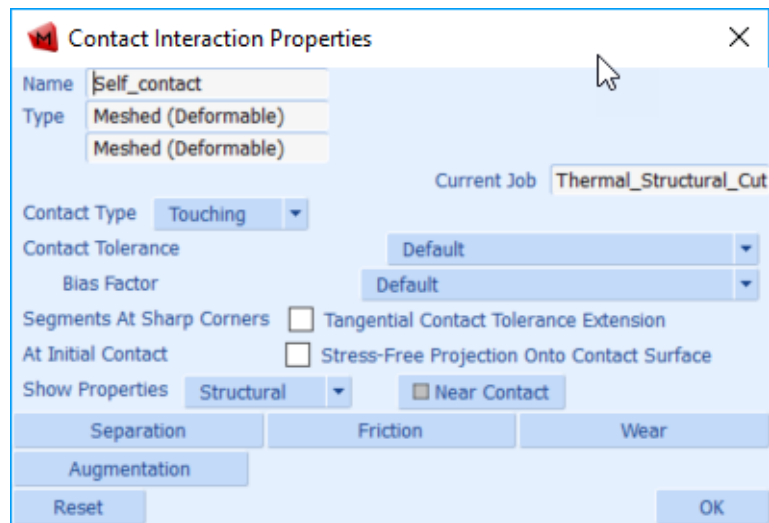 Contact Interaction Properties
Name Self_contact
Type Meshed (Deformable)
Meshed (Deformable)
Current Job Thermal_Structural_Cut
Contact Type Touching
Contact Tolerance Default
Bias Factor Default
Segments At Sharp Corners Tangential Contact Tolerance Extension
At Initial Contact Stress-Free Projection Onto Contact Surface
Show Properties Structural Near Contact
Separation Friction Wear
Augmentation
Reset OK